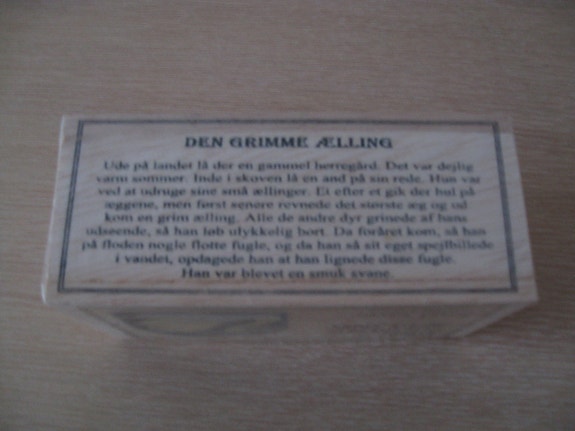 DEN GRIMME ÆLLING
Ude på landet lå der en gammel herregård. Det var dejlig
varm sommer. Inde i skoven lå en and på sin rede. Hun var
ved at udruge sine små ællinger. Et efter et gik der hul på
æggene, men først senere revnede det største æg og ud
kom en grim ælling. Alle de andre dyr grinede af hans
udseende, så han løb ulykkelig bort. Da foråret kom, så han
på floden nogle flotte fugle, og da han så sit eget spejlbillede
i vandet, opdagede han at han lignede disse fugle.
Han var blevet en smuk svane.